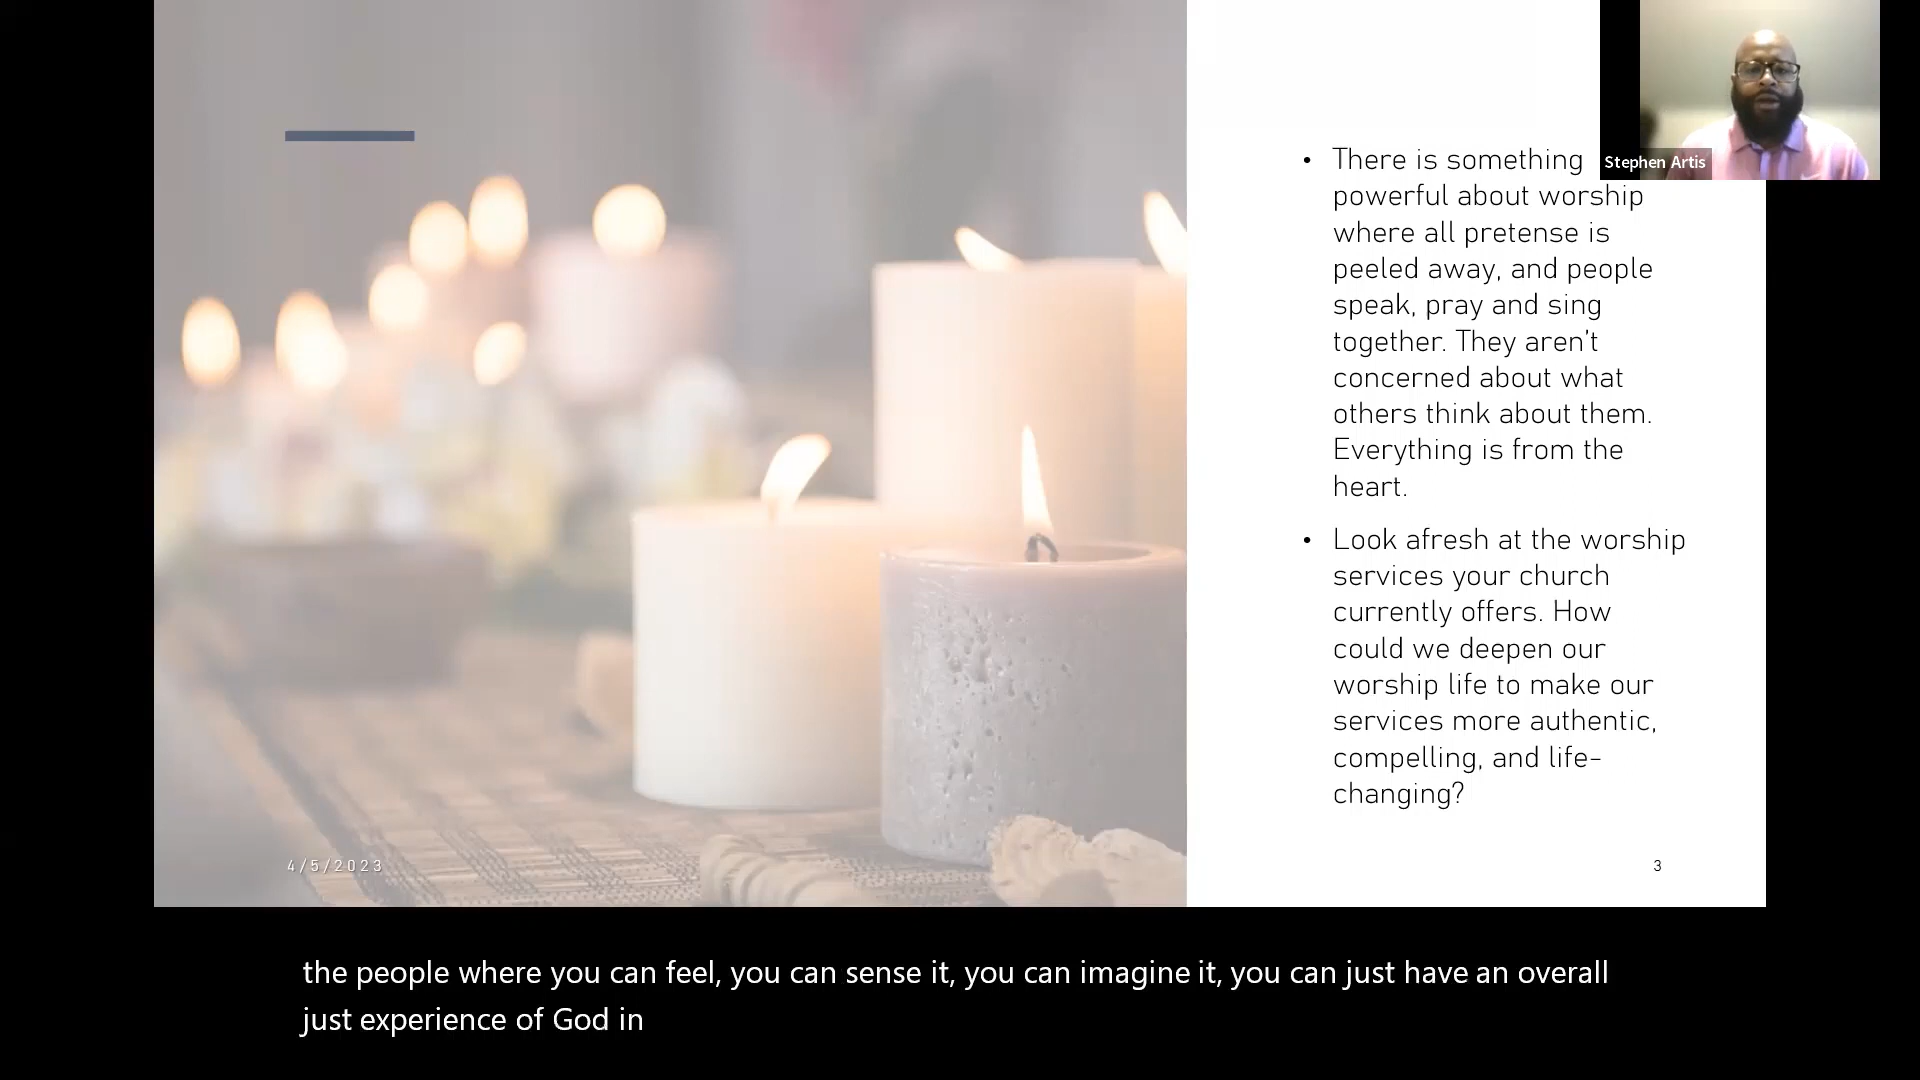 Stephen Artis
• There is something
powerful about worship
where all pretense is
peeled away, and people
speak, pray and sing
together. They aren’t
concerned about what
others think about them.
Everything is from the
heart.
• Look afresh at the worship
services your church
currently offers. How
could we deepen our
worship life to make our
services more authentic,
compelling, and life-
changing?
4/5/2023
3
the people where you can feel, you can sense it, you can imagine it, you can just have an overall
just experience of God in